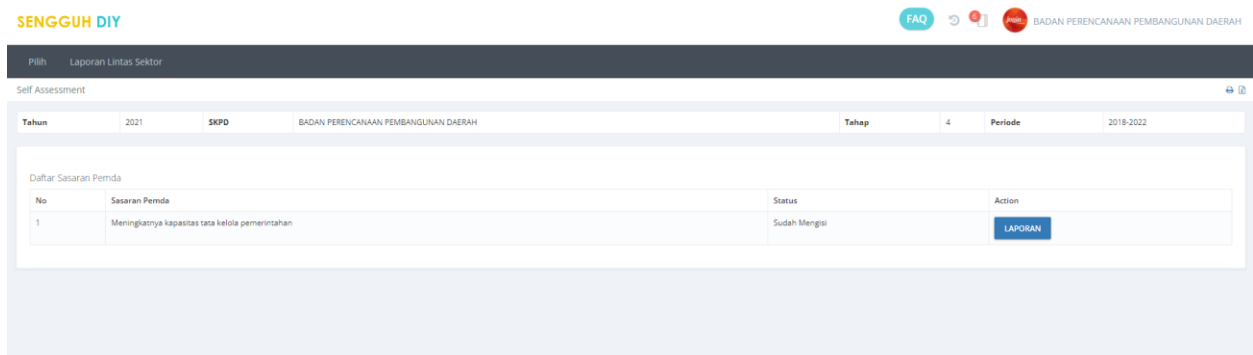 SENGGUH DIY
FAQ 6 jogja BADAN PERENCANAAN PEMBANGUNAN DAERAH
Pilih Laporan Lintas Sektor
Self Assessment
Tahun 2021 SKPD BADAN PERENCANAAN PEMBANGUNAN DAERAH Tahap 4 Periode 2018-2022
Daftar Sasaran Pemda
No Sasaran Pemda Status Action
1 Meningkatnya kapasitas tata kelola pemerintahan Sudah Mengisi LAPORAN